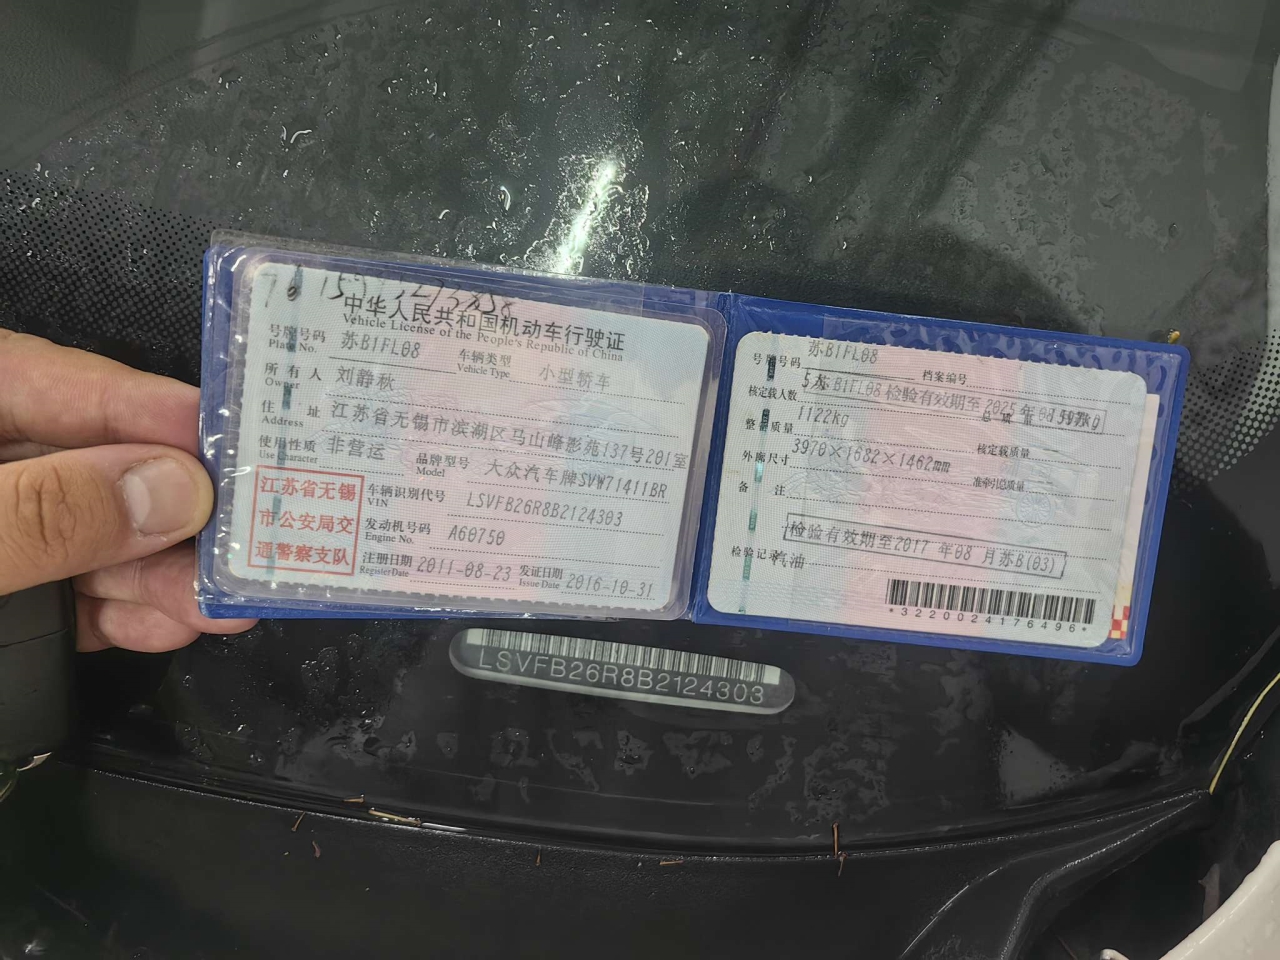 中华人民共和国机动车行驶证
Vehicle License of the People's Republic of China
号牌号码 苏B1FL08 车辆类型 小型轿车
Plate No. Vehicle Type
所有人 刘静秋
Owner
住址 江苏省无锡市滨湖区马山峰影苑137号201室
Address
使用性质 非营运 品牌型号 大众汽车牌SVW71411BR
Use Character Model
江苏省无锡
市公安局交
通警察支队
车辆识别代号 LSVFB26R8B2124303
VIN
发动机号码 A60750
Engine No.
注册日期 2011-08-23 发证日期 2016-10-31
Register Date Issue Date
号牌号码 苏B1FL08 档案编号
核定载人数 5 苏B1FL08 检验有效期至2025年08
总质量
整备质量 1122kg 核定载质量
外廓尺寸 3970×1682×1462mm 准牵引总质量
备注
检验有效期至2017年08月苏B(03)
检验记录 汽油
*3220024176496*
LSVFB26R8B2124303